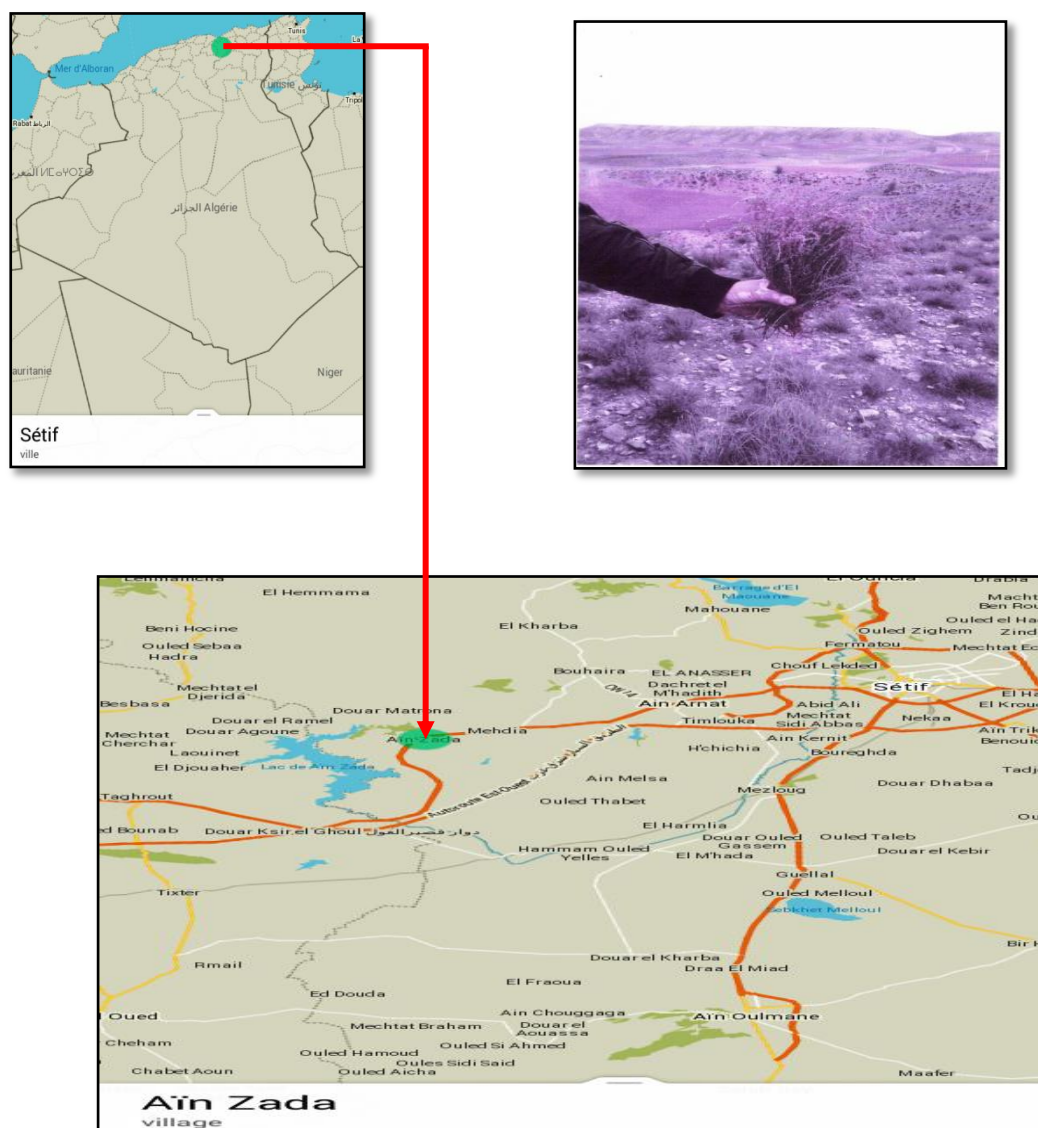 Tunis
Mer d'Alboran
Tunisie تونس
Rabat الرباط
الجزائر Algérie
Niger
Sétif
ville
El Hemmama
Barrage d'El
Maouane
Mahouane
Beni Hocine
El Kharba
Ouled Zighem
Ouled Sebaa
Hadra
Fermatou
Bouhaira
EL ANASSER
Chouf Lekded
Mechtat el
Djerida
Dachret el
M'hadith
Sétif
Besbasa
Douar Matrona
Ain Arnat
Abid Ali
Douar el Ramel
Mehdia
Timlouka
Mechtat
Sidi Abbas
Nekaa
Mechtat
Cherchar
Douar Agoune
Aïn Zada
Laouinet
H'chichia
Ain Kernit
Boureghda
El Djouaher
Lac de Aïn Zada
Ain Melsa
Douar Dhabaa
Taghrout
Autoroute Est-Ouest
Ouled Thabet
Mezloug
Douar Ksir el Ghoul دوار قصير الغول
El Harmlia
Hammam Ouled
Yelles
Douar Ouled
Gassem
Ouled Taleb
El M'hada
Douar el Kebir
Guellal
Tixter
Ouled Melloul
Sebkhet Melloul
Rmail
Douar el Kharba
Draa El Miad
El Fraoua
Ed Douda
Ain Chouggaga
Aïn Oulmane
Mechtat Braham
Douar el
Aouassa
Ouled Si Ahmed
Ouled Hamoud
Oules Sidi Said
Chabet Aoun
Ouled Aicha
Maafer
Aïn Zada
village